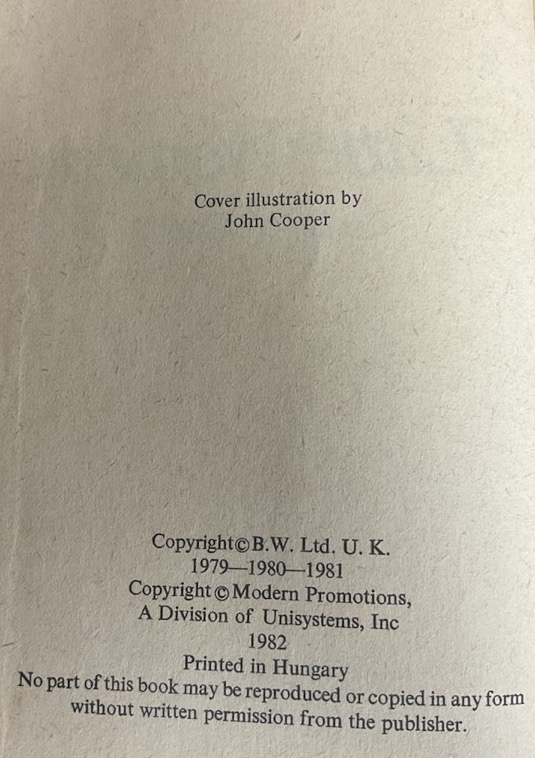 Cover illustration by
John Cooper
Copyright©B.W. Ltd. U. K.
1979—1980—1981
Copyright © Modern Promotions,
A Division of Unisystems, Inc
1982
Printed in Hungary
No part of this book may be reproduced or copied in any form
without written permission from the publisher.